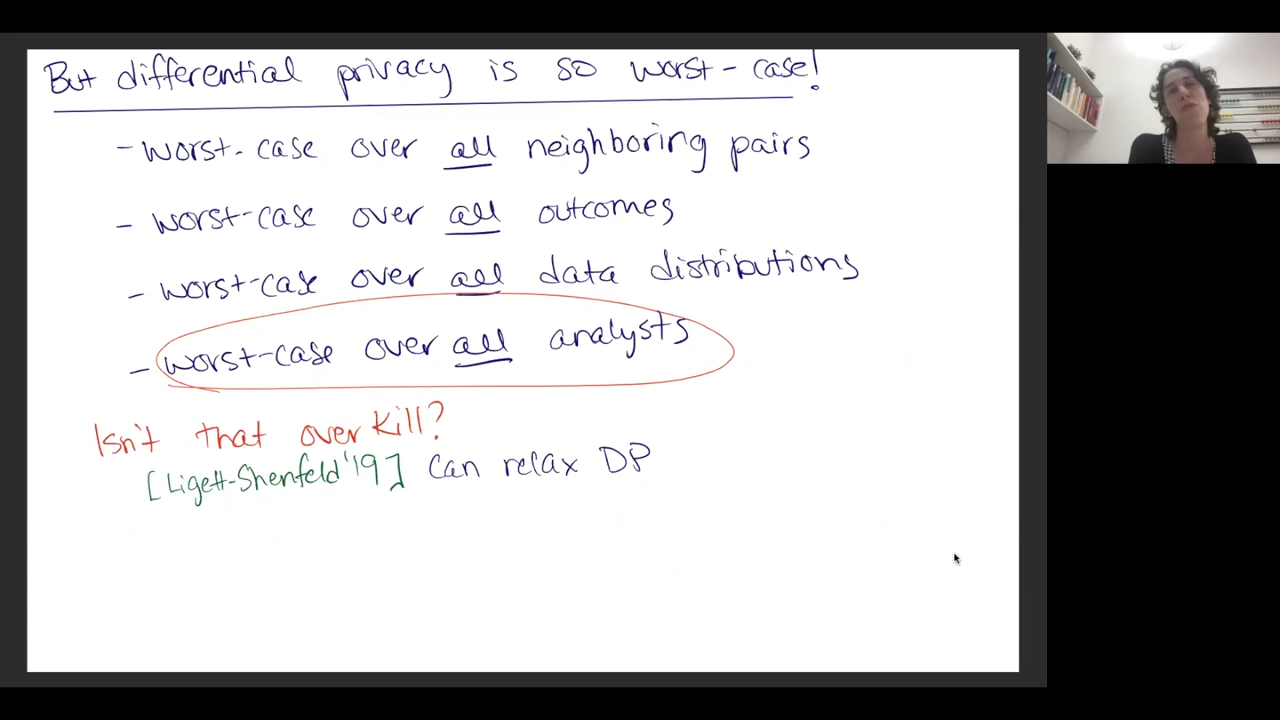 But differential privacy is so worst-case!
- worst-case over all neighboring pairs
- worst-case over all outcomes
- worst-case over all data distributions
- worst-case over all analysts
Isn't that overkill?
[Ligett-Shenfeld'19] Can relax DP